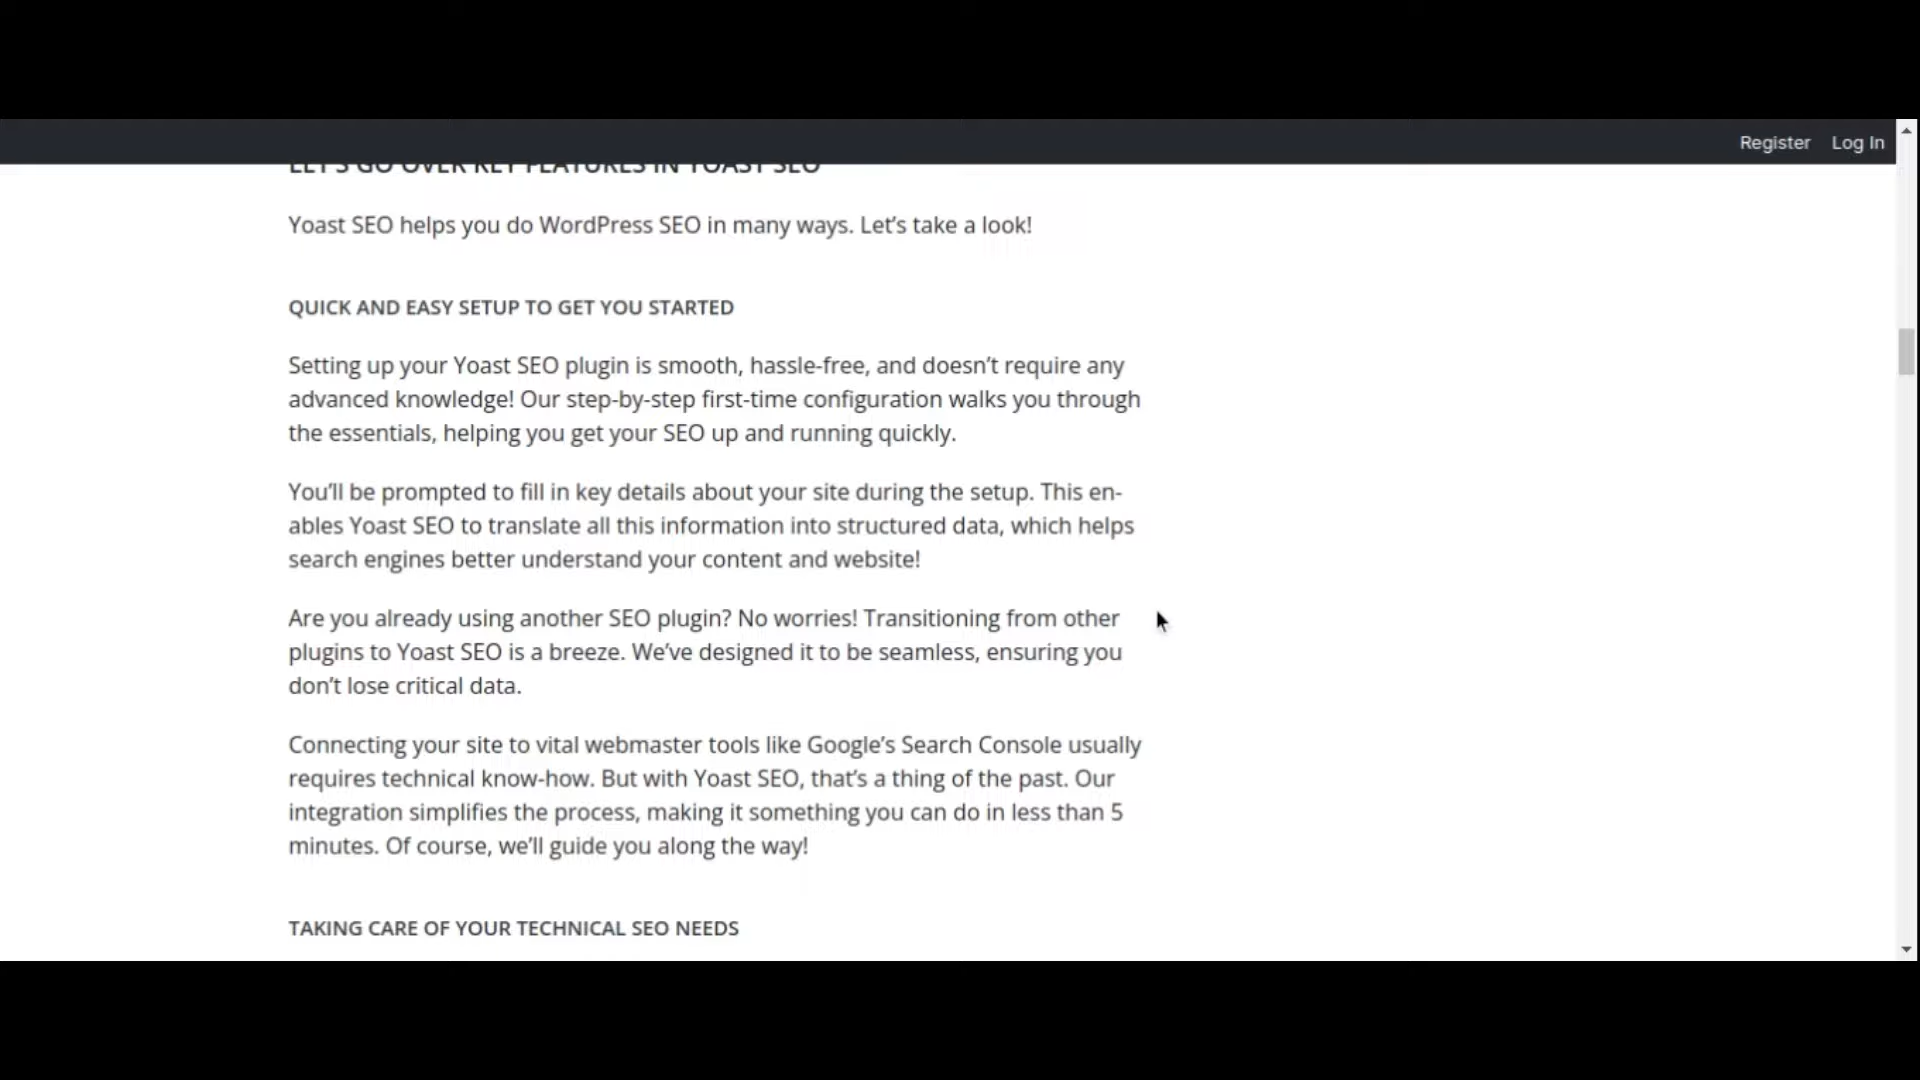 Register Log In
LET'S GO OVER KEY FEATURES IN YOAST SEO
Yoast SEO helps you do WordPress SEO in many ways. Let’s take a look!
QUICK AND EASY SETUP TO GET YOU STARTED
Setting up your Yoast SEO plugin is smooth, hassle-free, and doesn’t require any
advanced knowledge! Our step-by-step first-time configuration walks you through
the essentials, helping you get your SEO up and running quickly.
You’ll be prompted to fill in key details about your site during the setup. This en-
ables Yoast SEO to translate all this information into structured data, which helps
search engines better understand your content and website!
Are you already using another SEO plugin? No worries! Transitioning from other
plugins to Yoast SEO is a breeze. We’ve designed it to be seamless, ensuring you
don’t lose critical data.
Connecting your site to vital webmaster tools like Google’s Search Console usually
requires technical know-how. But with Yoast SEO, that’s a thing of the past. Our
integration simplifies the process, making it something you can do in less than 5
minutes. Of course, we’ll guide you along the way!
TAKING CARE OF YOUR TECHNICAL SEO NEEDS